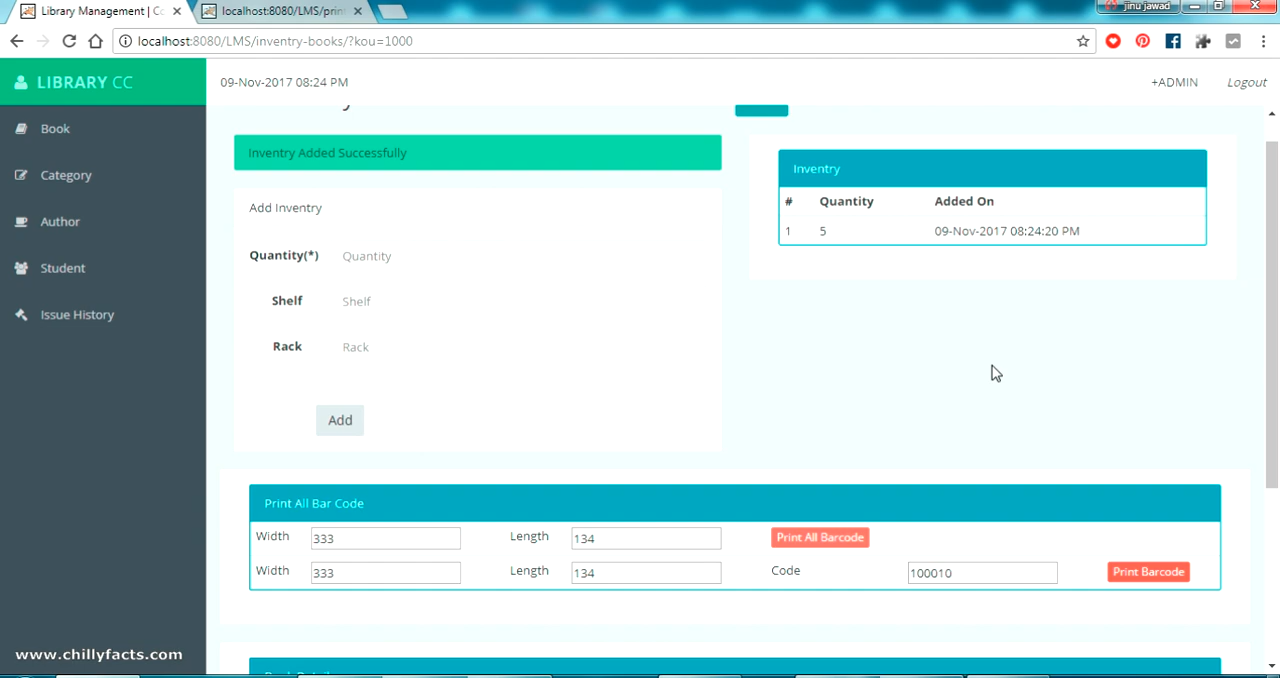 Library Management | Co
localhost:8080/LMS/print
jinu jawad
localhost:8080/LMS/inventry-books/?kou=1000
LIBRARY CC
09-Nov-2017 08:24 PM
+ADMIN
Logout
Book
Category
Author
Student
Issue History
Inventry Added Successfully
Add Inventry
Quantity(*)
Quantity
Shelf
Shelf
Rack
Rack
Add
Inventry
# Quantity Added On
1 5 09-Nov-2017 08:24:20 PM
Print All Bar Code
Width 333 Length 134 Print All Barcode
Width 333 Length 134 Code 100010 Print Barcode
www.chillyfacts.com